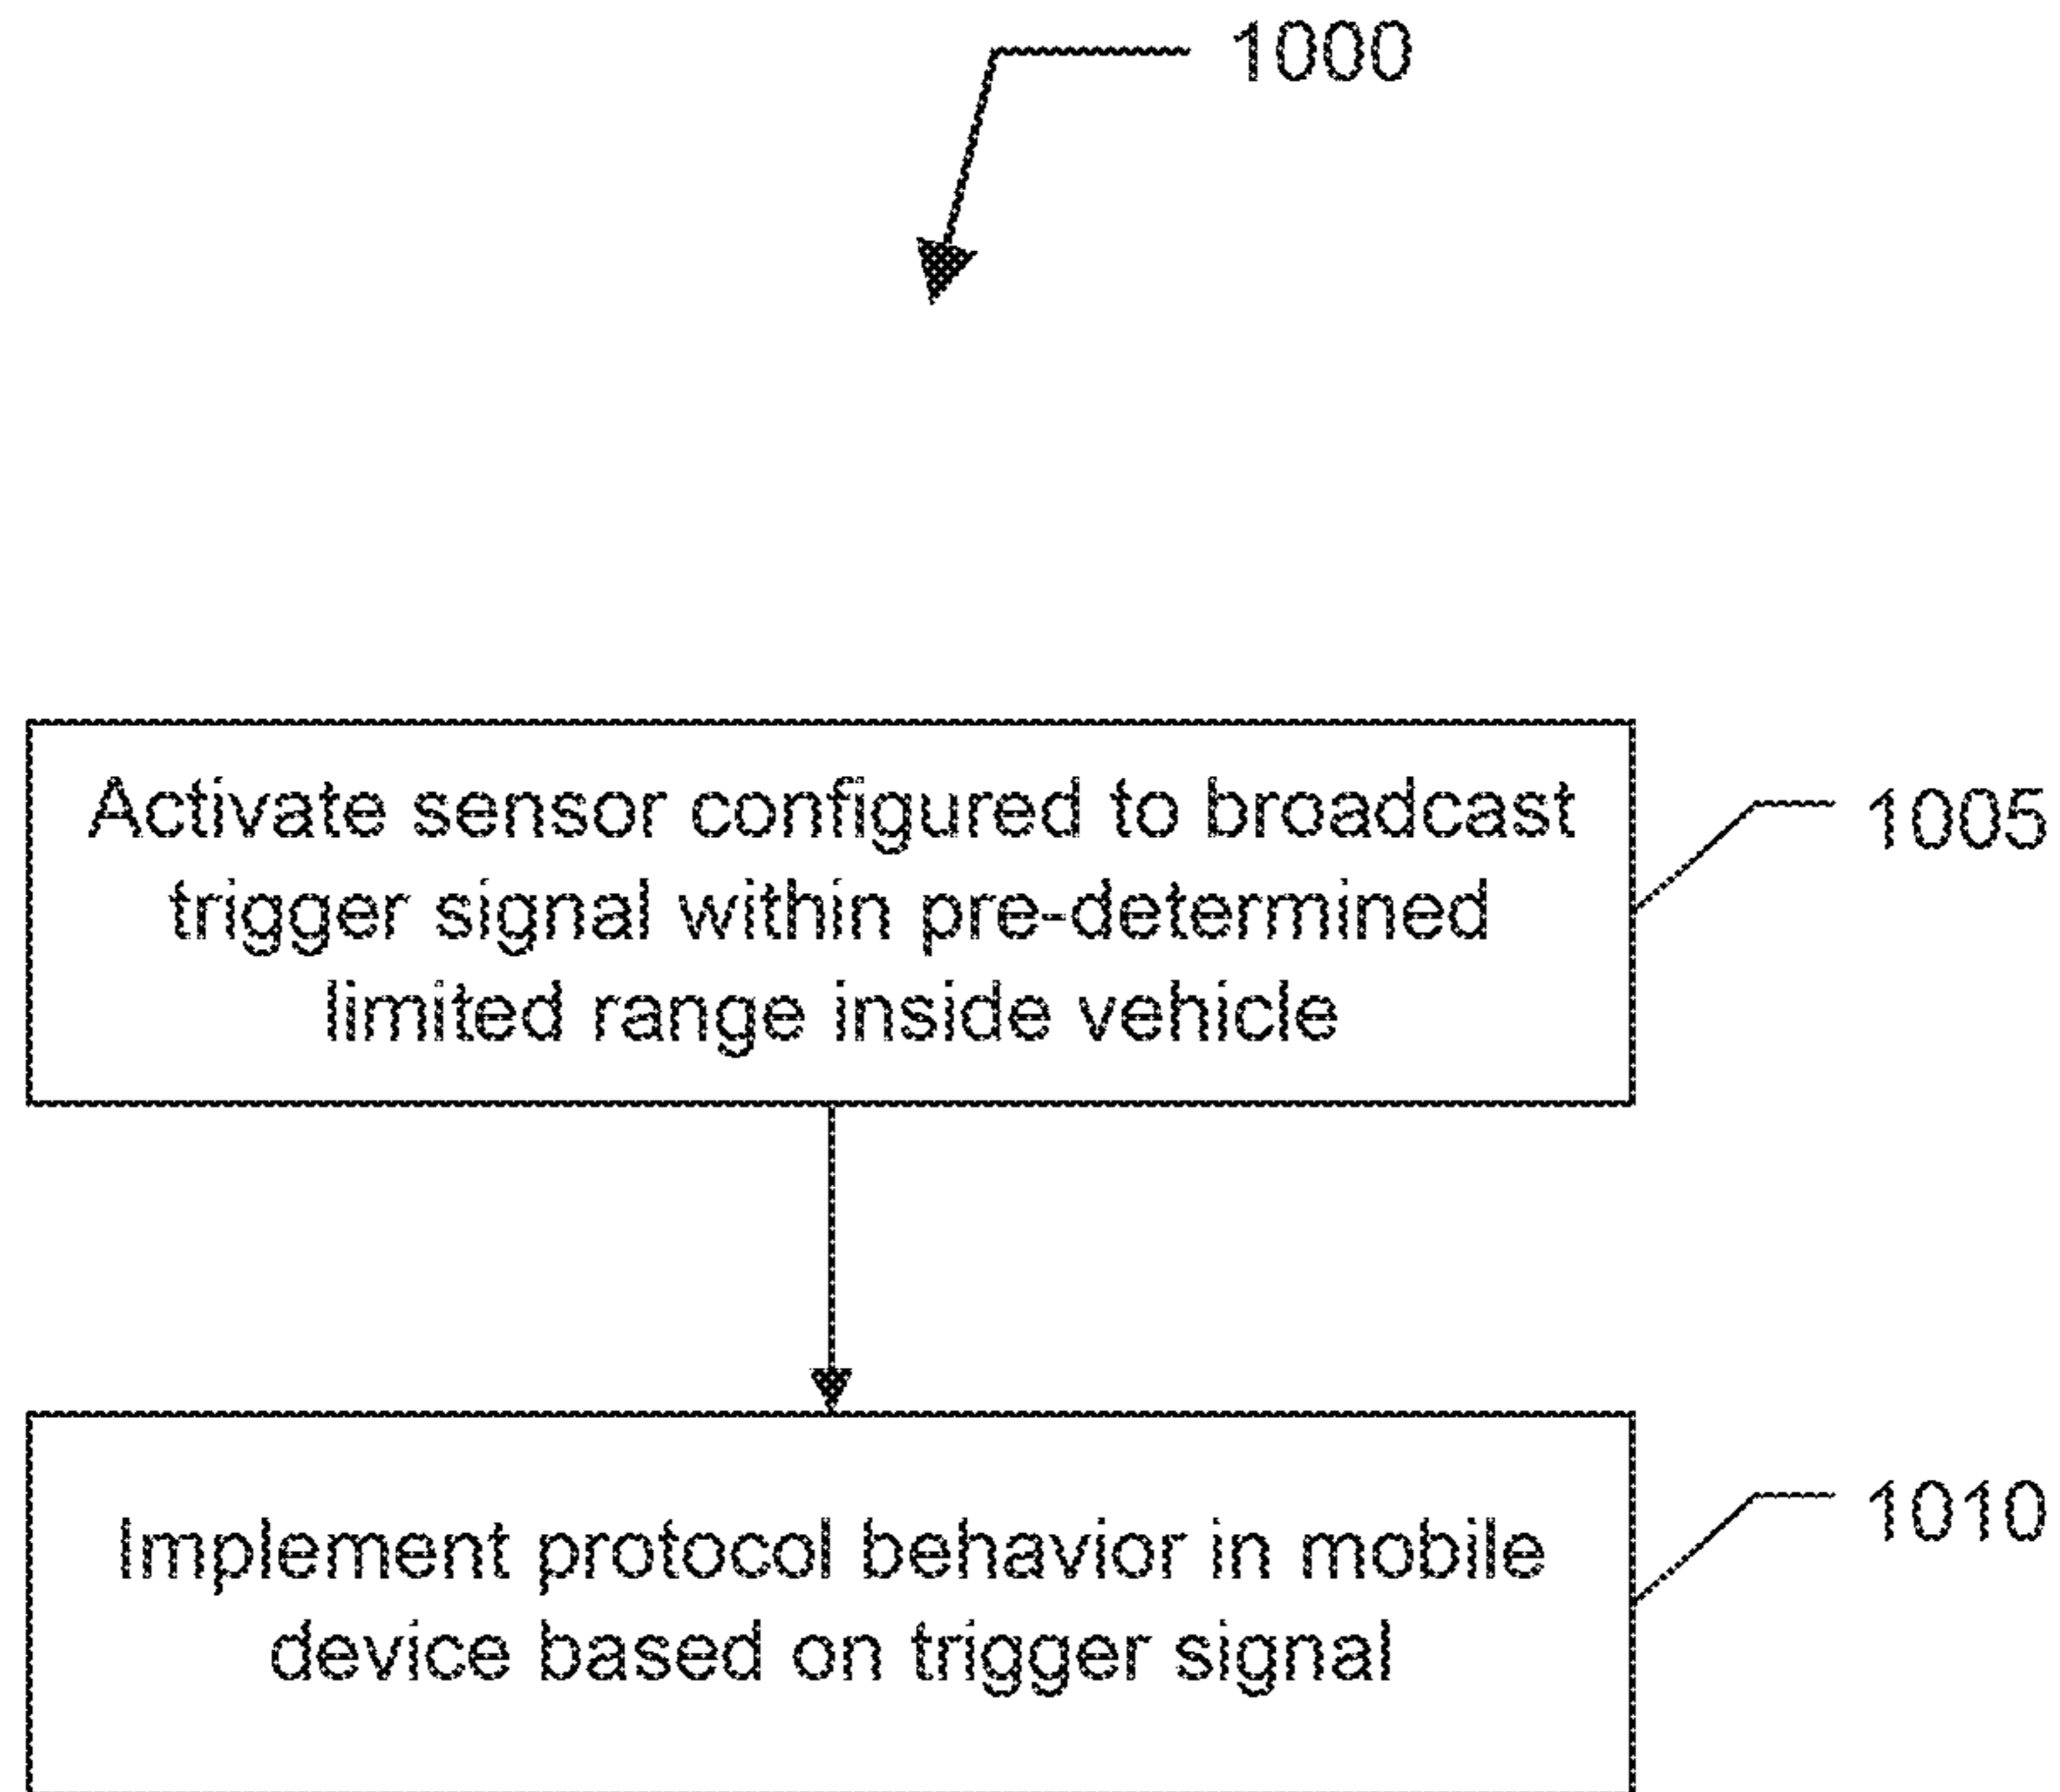 1000
Activate sensor configured to broadcast
trigger signal within pre-determined
limited range inside vehicle
1005
Implement protocol behavior in mobile
device based on trigger signal
1010